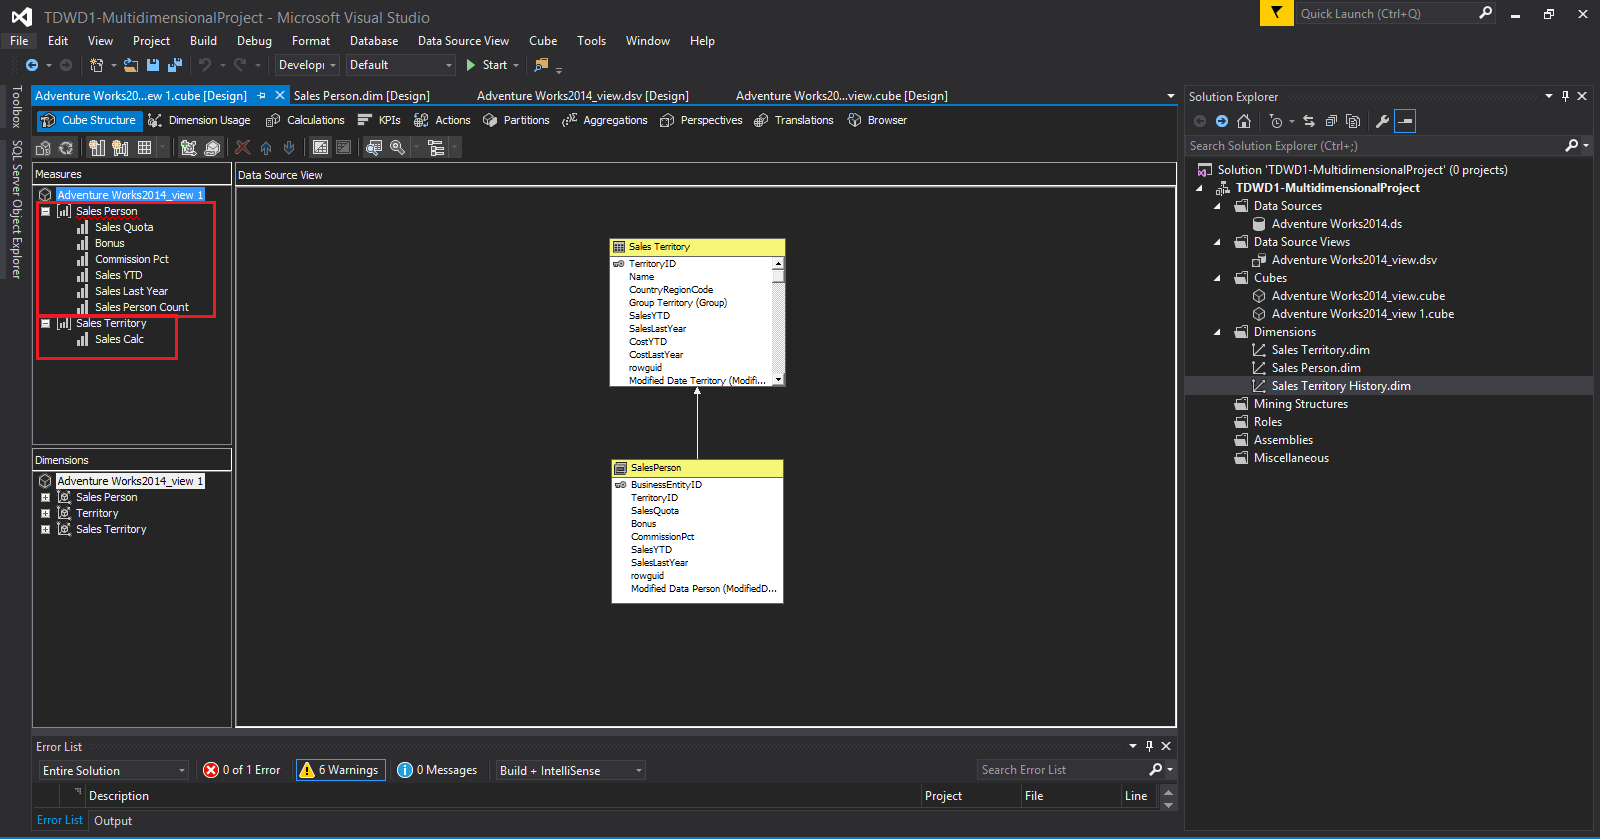 TDWD1-MultidimensionalProject - Microsoft Visual Studio
Quick Launch (Ctrl+Q)
File Edit View Project Build Debug Format Database Data Source View Cube Tools Window Help
Developi Default Start
Toolbox
SQL Server Object Explorer
Adventure Works20...ew 1.cube [Design] Sales Person.dim [Design] Adventure Works2014_view.dsv [Design] Adventure Works20...view.cube [Design]
Cube Structure Dimension Usage Calculations KPIs Actions Partitions Aggregations Perspectives Translations Browser
Measures
Adventure Works2014_view 1
Sales Person
Sales Quota
Bonus
Commission Pct
Sales YTD
Sales Last Year
Sales Person Count
Sales Territory
Sales Calc
Dimensions
Adventure Works2014_view 1
Sales Person
Territory
Sales Territory
Data Source View
Sales Territory
TerritoryID
Name
CountryRegionCode
Group Territory (Group)
SalesYTD
SalesLastYear
CostYTD
CostLastYear
rowguid
Modified Date Territory (Modifi...
SalesPerson
BusinessEntityID
TerritoryID
SalesQuota
Bonus
CommissionPct
SalesYTD
SalesLastYear
rowguid
Modified Data Person (ModifiedD...
Solution Explorer
Search Solution Explorer (Ctrl+;)
Solution 'TDWD1-MultidimensionalProject' (0 projects)
TDWD1-MultidimensionalProject
Data Sources
Adventure Works2014.ds
Data Source Views
Adventure Works2014_view.dsv
Cubes
Adventure Works2014_view.cube
Adventure Works2014_view 1.cube
Dimensions
Sales Territory.dim
Sales Person.dim
Sales Territory History.dim
Mining Structures
Roles
Assemblies
Miscellaneous
Error List
Entire Solution 0 of 1 Error 6 Warnings 0 Messages Build + IntelliSense Search Error List
Description Project File Line
Error List Output